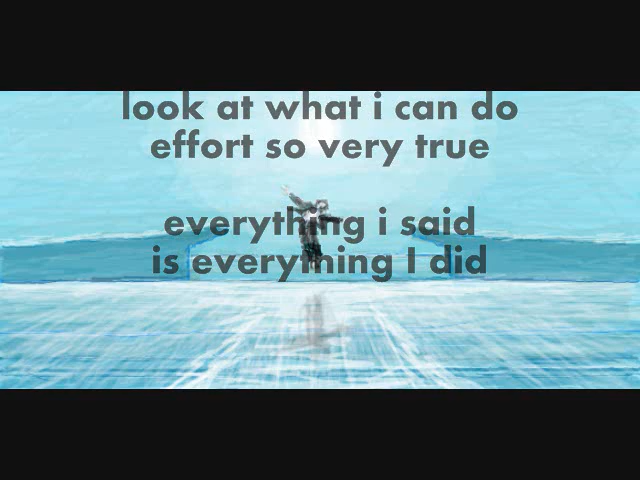 look at what i can do
effort so very true
everything i said
is everything I did